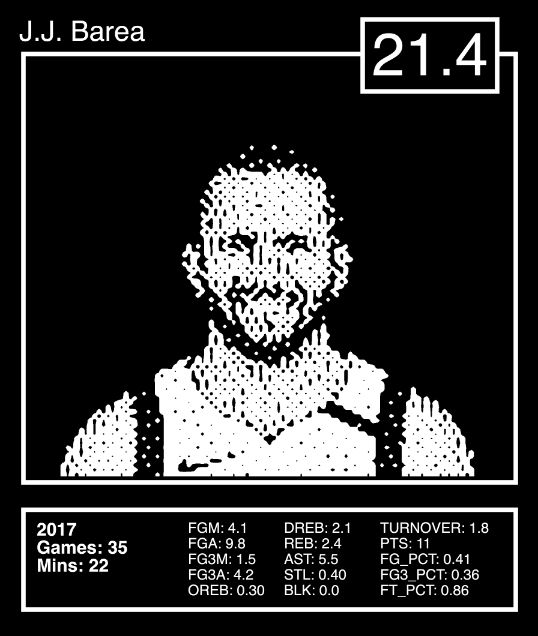 J.J. Barea
21.4
2017
Games: 35
Mins: 22
FGM: 4.1
FGA: 9.8
FG3M: 1.5
FG3A: 4.2
OREB: 0.30
DREB: 2.1
REB: 2.4
AST: 5.5
STL: 0.40
BLK: 0.0
TURNOVER: 1.8
PTS: 11
FG_PCT: 0.41
FG3_PCT: 0.36
FT_PCT: 0.86